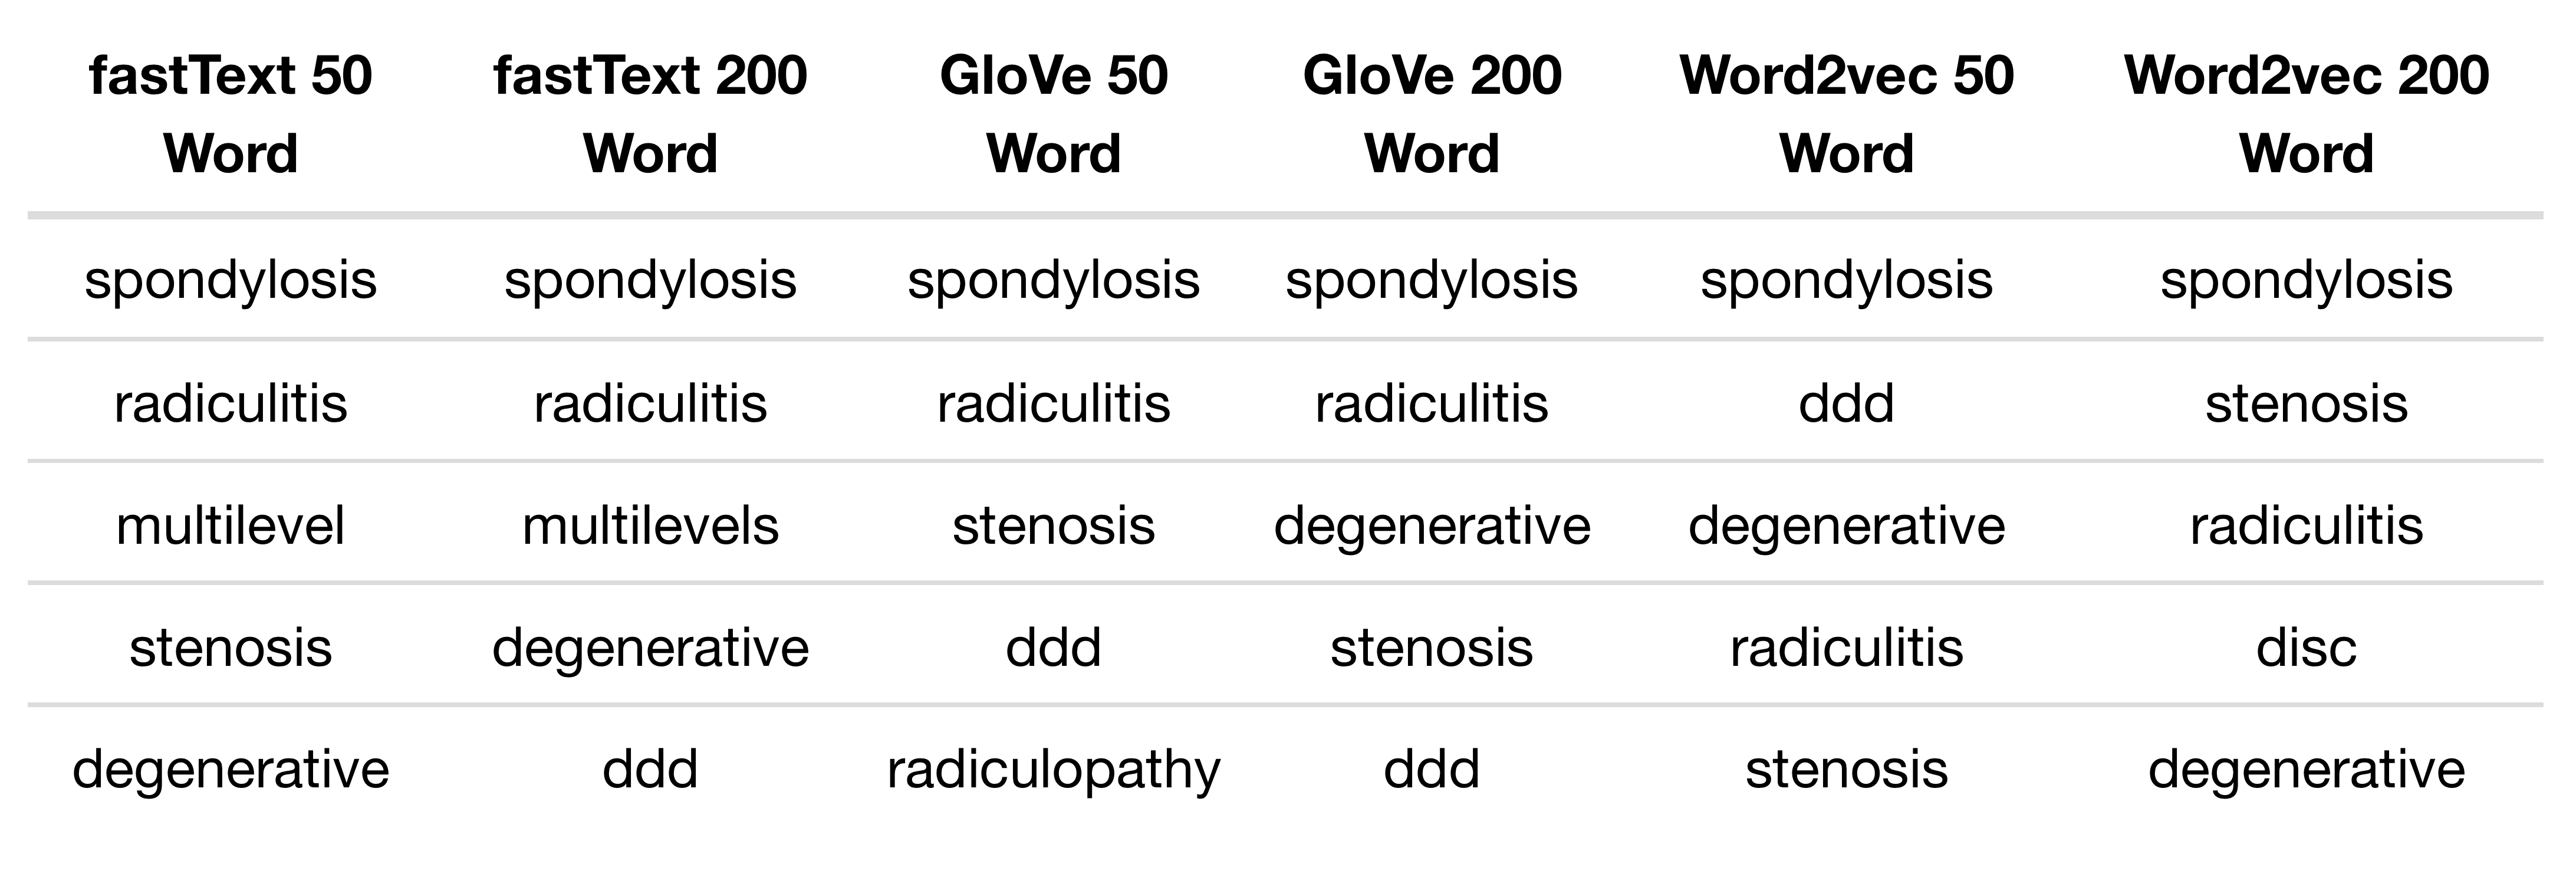 fastText 50 fastText 200 GloVe 50 GloVe 200 Word2vec 50 Word2vec 200
Word Word Word Word Word Word
spondylosis spondylosis spondylosis spondylosis spondylosis spondylosis
radiculitis radiculitis radiculitis radiculitis ddd stenosis
multilevel multilevels stenosis degenerative degenerative radiculitis
stenosis degenerative ddd stenosis radiculitis disc
degenerative ddd radiculopathy ddd stenosis degenerative